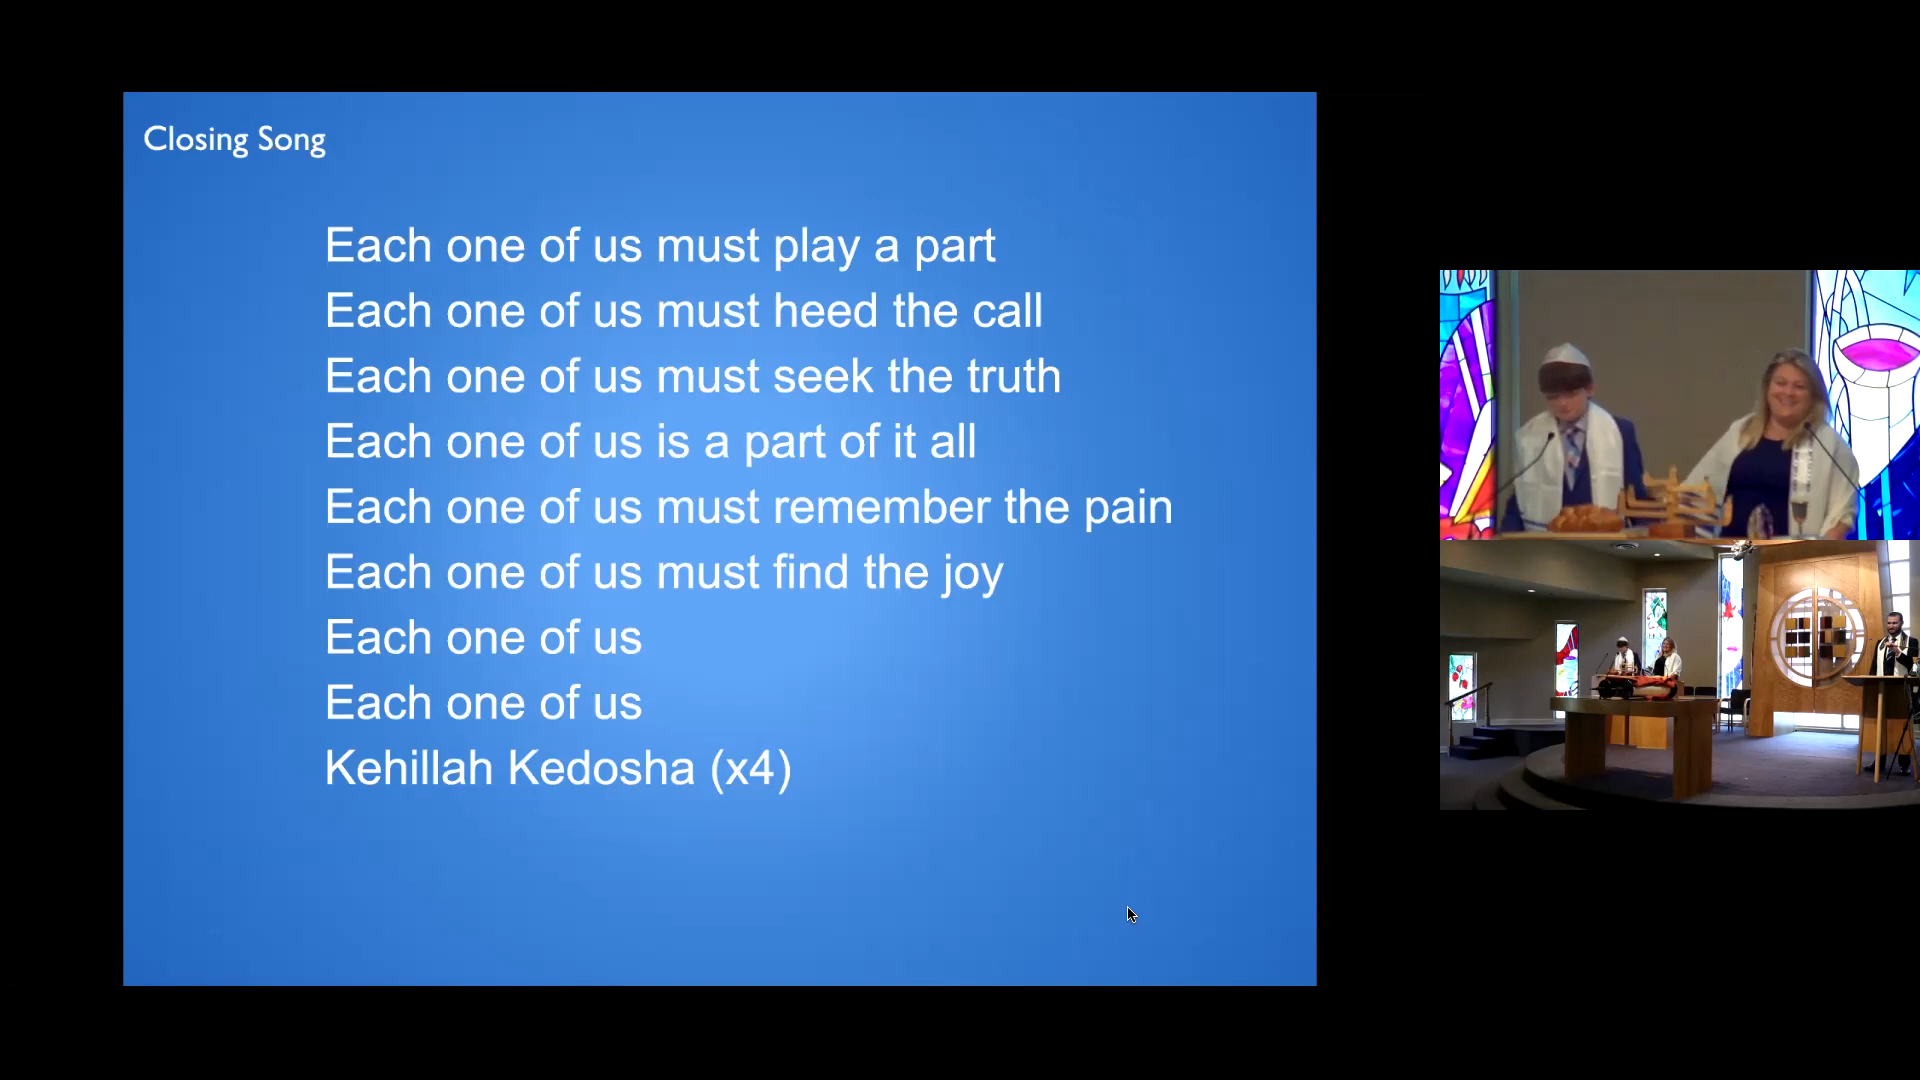 Closing Song
Each one of us must play a part
Each one of us must heed the call
Each one of us must seek the truth
Each one of us is a part of it all
Each one of us must remember the pain
Each one of us must find the joy
Each one of us
Each one of us
Kehillah Kedosha (x4)